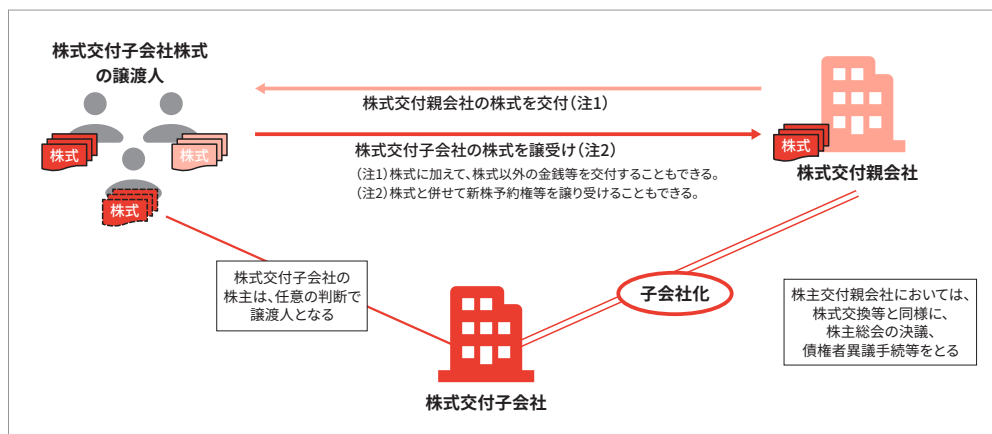 株式交付子会社株式
の譲渡人
株式
株式
株式
株式交付親会社の株式を交付（注1）
株式交付子会社の株式を譲受け（注2）
（注1）株式に加えて、株式以外の金銭等を交付することもできる。
（注2）株式と併せて新株予約権等を譲り受けることもできる。
株式
株式交付親会社
株式交付子会社の
株主は、任意の判断で
譲渡人となる
子会社化
株主交付親会社においては、
株式交換等と同様に、
株主総会の決議、
債権者異議手続等をとる
株式交付子会社